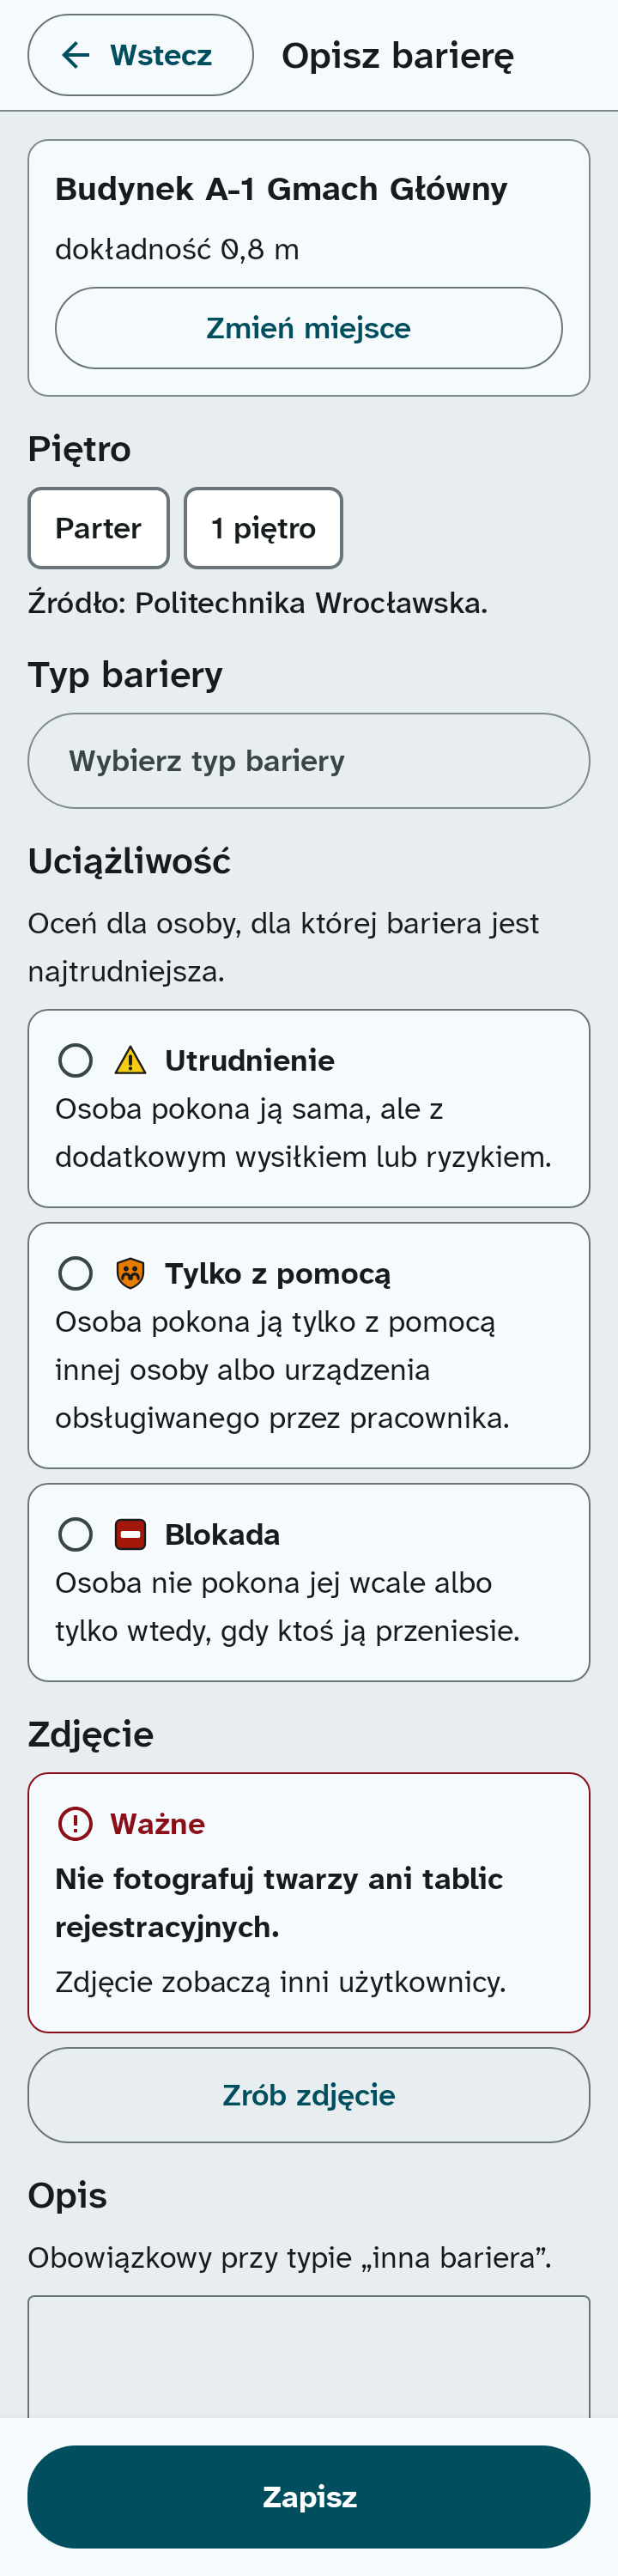 Wstecz
Opisz barierę
Budynek A-1 Gmach Główny
dokładność 0,8 m
Zmień miejsce
Piętro
Parter
1 piętro
Źródło: Politechnika Wrocławska.
Typ bariery
Wybierz typ bariery
Uciążliwość
Oceń dla osoby, dla której bariera jest
najtrudniejsza.
Utrudnienie
Osoba pokona ją sama, ale z
dodatkowym wysiłkiem lub ryzykiem.
Tylko z pomocą
Osoba pokona ją tylko z pomocą
innej osoby albo urządzenia
obsługiwanego przez pracownika.
Blokada
Osoba nie pokona jej wcale albo
tylko wtedy, gdy ktoś ją przeniesie.
Zdjęcie
Ważne
Nie fotografuj twarzy ani tablic
rejestracyjnych.
Zdjęcie zobaczą inni użytkownicy.
Zrób zdjęcie
Opis
Obowiązkowy przy typie „inna bariera”.
Zapisz